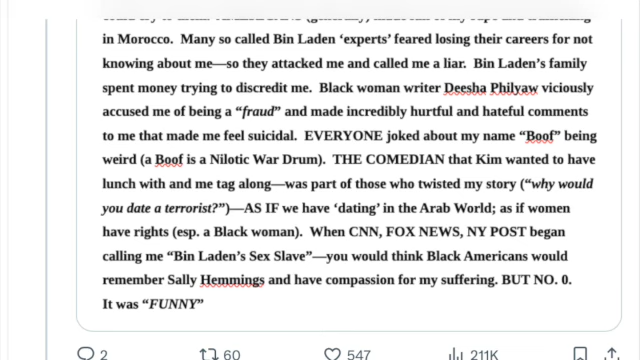 in Morocco. Many so called Bin Laden ‘experts’ feared losing their careers for not
knowing about me—so they attacked me and called me a liar. Bin Laden’s family
spent money trying to discredit me. Black woman writer Deesha Philyaw viciously
accused me of being a “fraud” and made incredibly hurtful and hateful comments
to me that made me feel suicidal. EVERYONE joked about my name “Boof” being
weird (a Boof is a Nilotic War Drum). THE COMEDIAN that Kim wanted to have
lunch with and me tag along—was part of those who twisted my story (“why would
you date a terrorist?”)—AS IF we have ‘dating’ in the Arab World; as if women
have rights (esp. a Black woman). When CNN, FOX NEWS, NY POST began
calling me “Bin Laden’s Sex Slave”—you would think Black Americans would
remember Sally Hemmings and have compassion for my suffering. BUT NO. 0.
It was “FUNNY”
2 60 547 211K